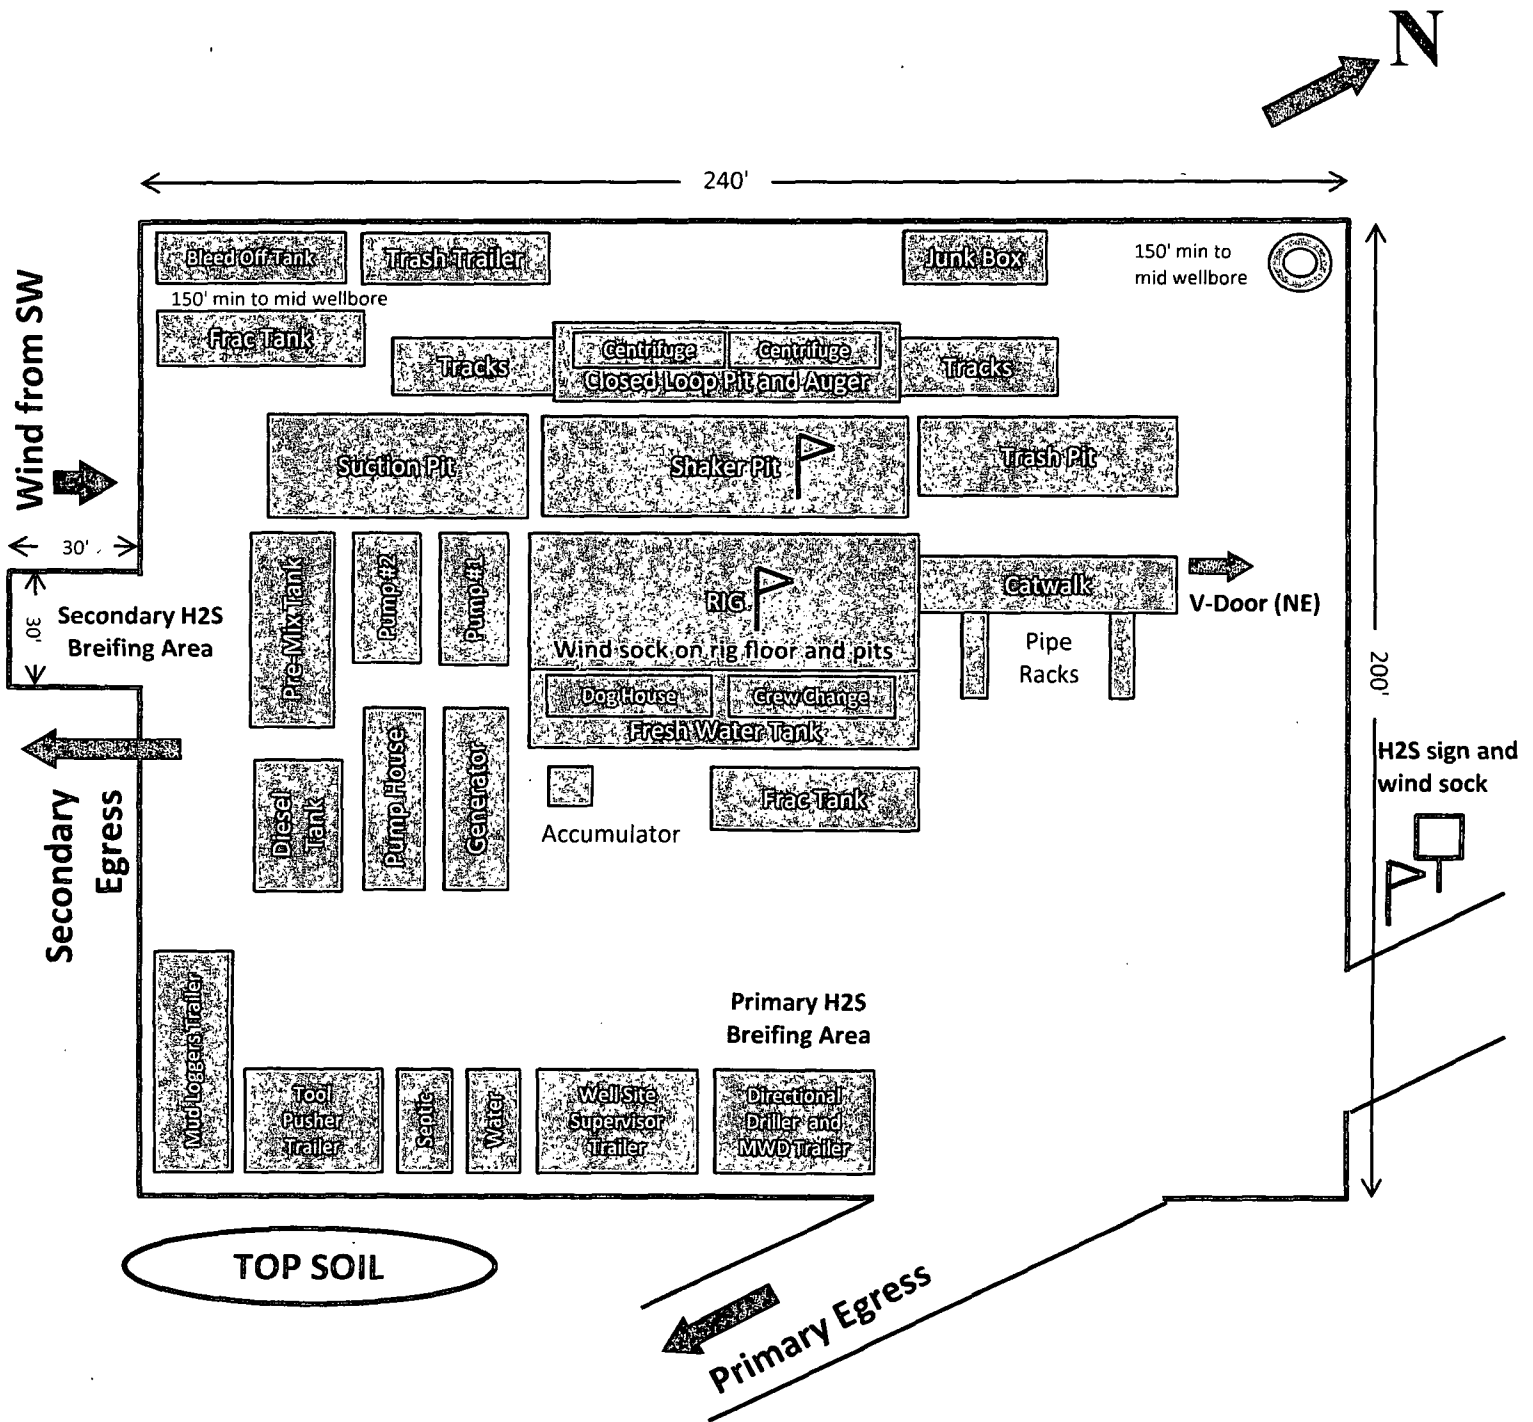 N
240'
Bleed Off Tank
Trash Trailer
Junk Box
150' min to
mid wellbore
150' min to mid wellbore
Frac Tank
Tracks
Centrifuge
Centrifuge
Closed Loop Pit and Auger
Tracks
Wind from SW
Suction Pit
Shaker Pit
Trash Pit
30'
30'
Secondary H2S
Breifing Area
Pre-Mix Tank
Pump #2
Pump #1
RIG
Wind sock on rig floor and pits
Catwalk
V-Door (NE)
Pipe
Racks
200'
Dog House
Crew Change
Fresh Water Tank
Secondary
Egress
Diesel
Tank
Pump House
Generator
Accumulator
Frac Tank
H2S sign and
wind sock
Mud Loggers Trailer
Primary H2S
Breifing Area
Tool
Pusher
Trailer
Septic
Water
Well Site
Supervisor
Trailer
Directional
Driller and
MWD Trailer
TOP SOIL
Primary Egress